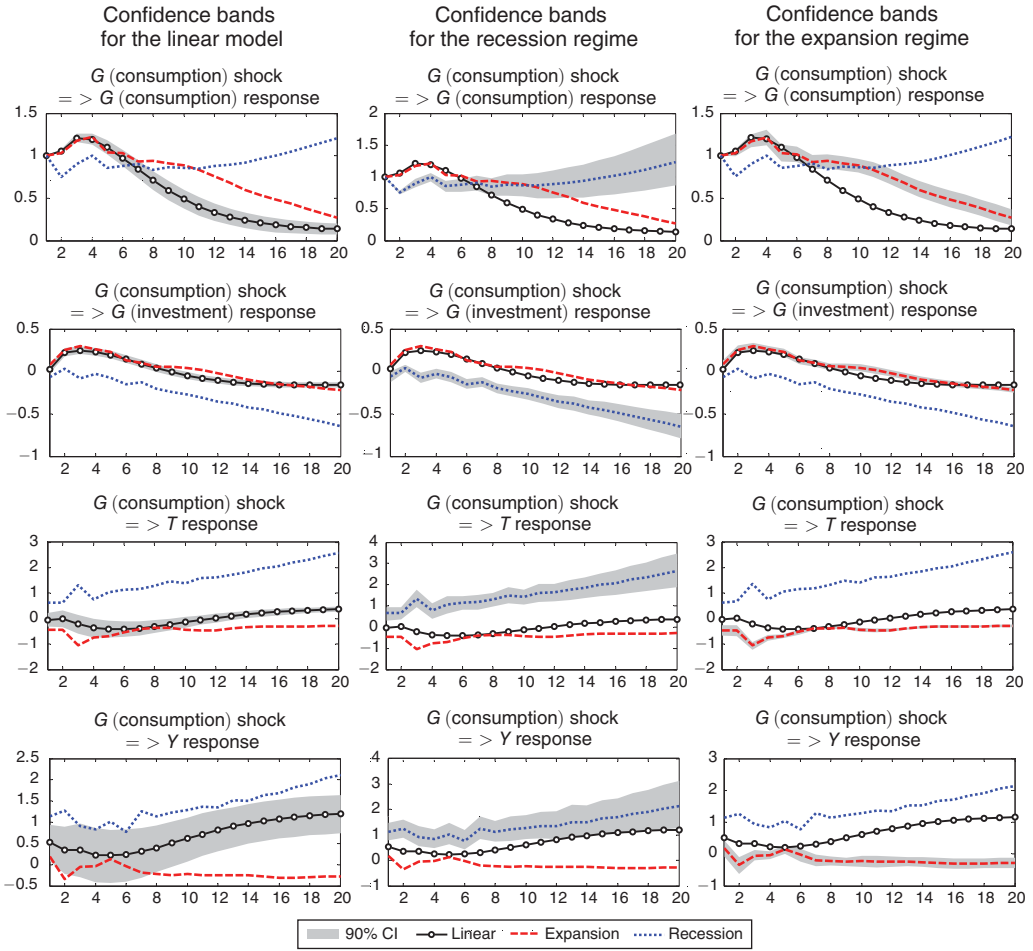 Confidence bands
for the linear model
Confidence bands
for the recession regime
Confidence bands
for the expansion regime
G (consumption) shock
= > G (consumption) response
G (consumption) shock
= > G (consumption) response
G (consumption) shock
= > G (consumption) response
1.5
1
0.5
0
2 4 6 8 10 12 14 16 18 20
2
1.5
1
0.5
0
2 4 6 8 10 12 14 16 18 20
1.5
1
0.5
0
2 4 6 8 10 12 14 16 18 20
G (consumption) shock
= > G (investment) response
G (consumption) shock
= > G (investment) response
G (consumption) shock
= > G (investment) response
0.5
0
−0.5
−1
2 4 6 8 10 12 14 16 18 20
0.5
0
−0.5
−1
2 4 6 8 10 12 14 16 18 20
0.5
0
−0.5
−1
2 4 6 8 10 12 14 16 18 20
G (consumption) shock
= > T response
G (consumption) shock
= > T response
G (consumption) shock
= > T response
3
2
1
0
−1
−2
2 4 6 8 10 12 14 16 18 20
4
3
2
1
0
−1
−2
2 4 6 8 10 12 14 16 18 20
3
2
1
0
−1
−2
2 4 6 8 10 12 14 16 18 20
G (consumption) shock
= > Y response
G (consumption) shock
= > Y response
G (consumption) shock
= > Y response
2.5
2
1.5
1
0.5
0
−0.5
2 4 6 8 10 12 14 16 18 20
4
3
2
1
0
−1
2 4 6 8 10 12 14 16 18 20
3
2
1
0
−1
2 4 6 8 10 12 14 16 18 20
90% CI Linear Expansion Recession